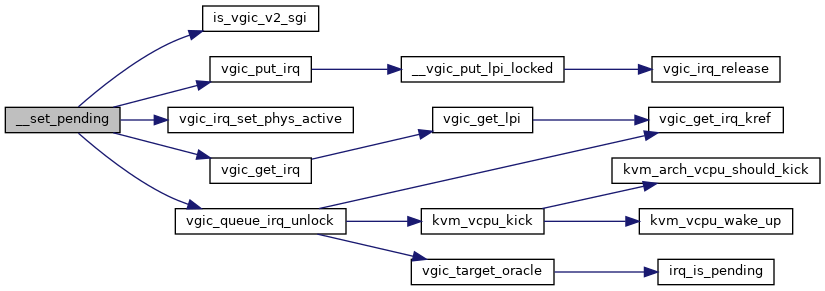 is_vgic_v2_sgi
vgic_put_irq
__vgic_put_lpi_locked
vgic_irq_release
__set_pending
vgic_irq_set_phys_active
vgic_get_lpi
vgic_get_irq_kref
vgic_get_irq
kvm_arch_vcpu_should_kick
vgic_queue_irq_unlock
kvm_vcpu_kick
kvm_vcpu_wake_up
vgic_target_oracle
irq_is_pending